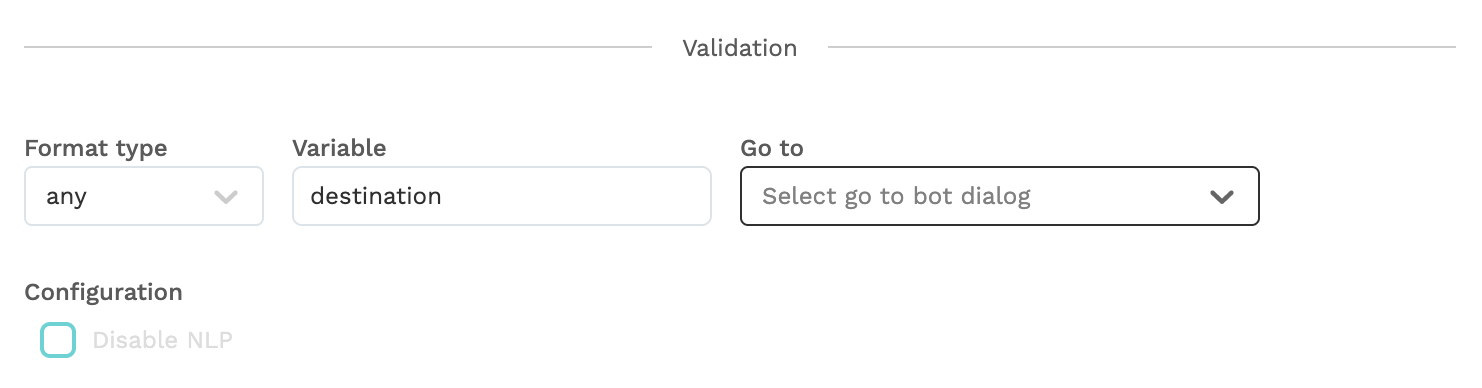 Validation
Format type Variable Go to
any destination Select go to bot dialog
Configuration
Disable NLP